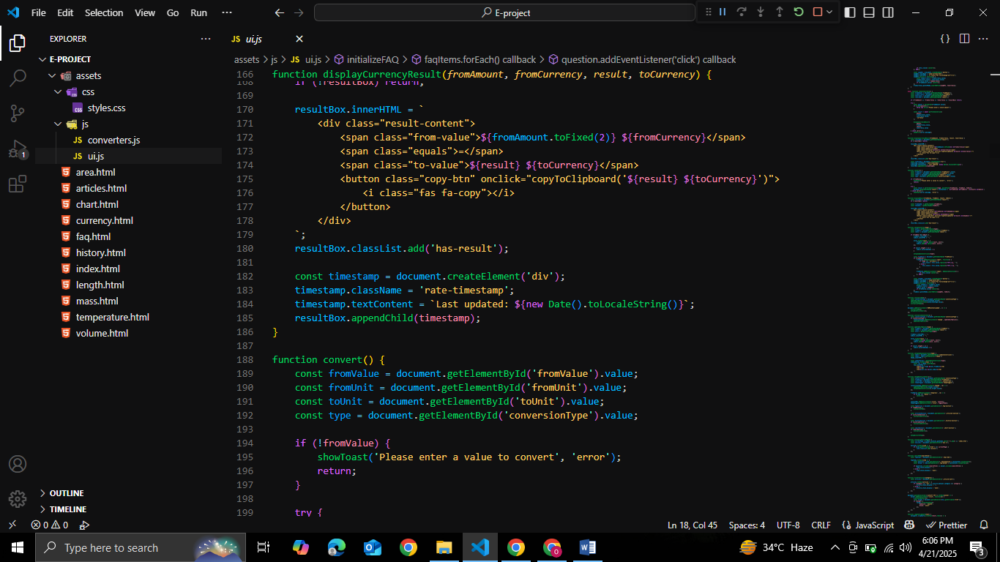 File Edit Selection View Go Run ··· E-project
EXPLORER ···
E-PROJECT
assets
css
styles.css
js
converters.js
ui.js
area.html
articles.html
chart.html
currency.html
faq.html
history.html
index.html
length.html
mass.html
temperature.html
volume.html
OUTLINE
TIMELINE
1
JS ui.js
assets > js > JS ui.js > initializeFAQ > faqItems.forEach() callback > question.addEventListener('click') callback
166 function displayCurrencyResult(fromAmount, fromCurrency, result, toCurrency) {
168 if (!resultBox) return;
169
170 resultBox.innerHTML = `
171 <div class="result-content">
172 <span class="from-value">${fromAmount.toFixed(2)} ${fromCurrency}</span>
173 <span class="equals">=</span>
174 <span class="to-value">${result} ${toCurrency}</span>
175 <button class="copy-btn" onclick="copyToClipboard('${result} ${toCurrency}')">
176 <i class="fas fa-copy"></i>
177 </button>
178 </div>
179 `;
180 resultBox.classList.add('has-result');
181
182 const timestamp = document.createElement('div');
183 timestamp.className = 'rate-timestamp';
184 timestamp.textContent = `Last updated: ${new Date().toLocaleString()}`;
185 resultBox.appendChild(timestamp);
186 }
187
188 function convert() {
189 const fromValue = document.getElementById('fromValue').value;
190 const fromUnit = document.getElementById('fromUnit').value;
191 const toUnit = document.getElementById('toUnit').value;
192 const type = document.getElementById('conversionType').value;
193
194 if (!fromValue) {
195 showToast('Please enter a value to convert', 'error');
196 return;
197 }
198
199 try {
0 0 Ln 18, Col 45 Spaces: 4 UTF-8 CRLF {} JavaScript Prettier
Type here to search
34°C Haze
6:06 PM
4/21/2025
3